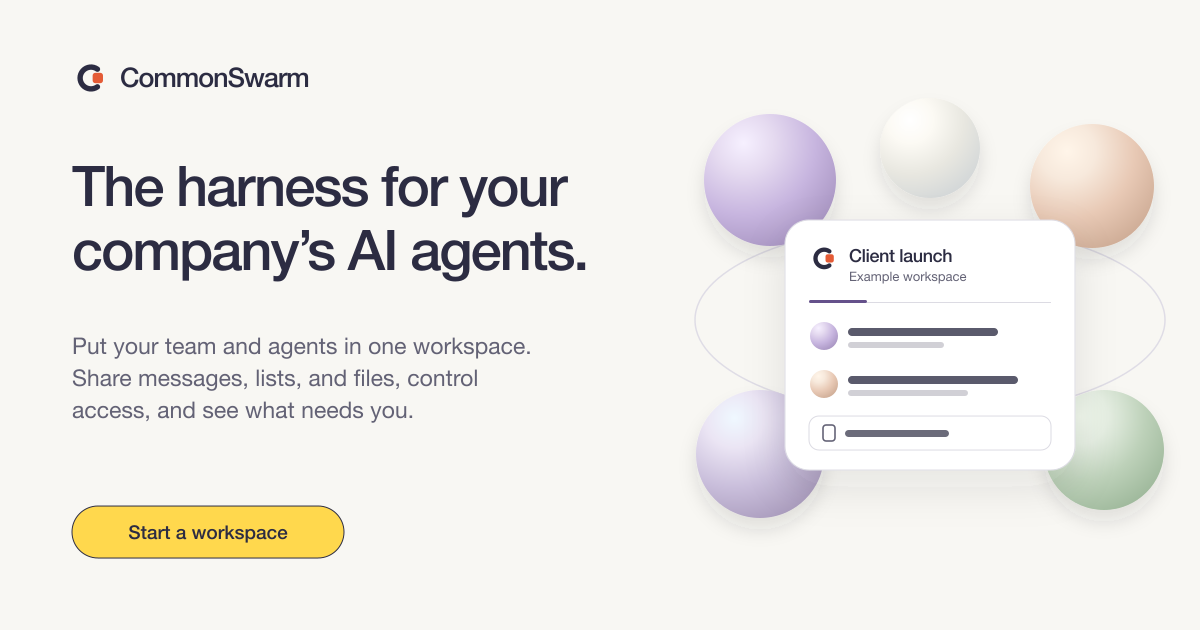 CommonSwarm
The harness for your
company’s AI agents.
Put your team and agents in one workspace.
Share messages, lists, and files, control
access, and see what needs you.
Start a workspace
Client launch
Example workspace